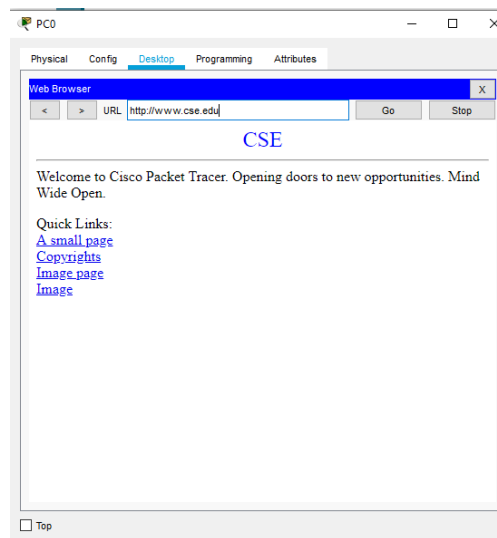 PC0
Physical Config Desktop Programming Attributes
Web Browser
X
< > URL http://www.cse.edu Go Stop
CSE
Welcome to Cisco Packet Tracer. Opening doors to new opportunities. Mind
Wide Open.
Quick Links:
A small page
Copyrights
Image page
Image
Top